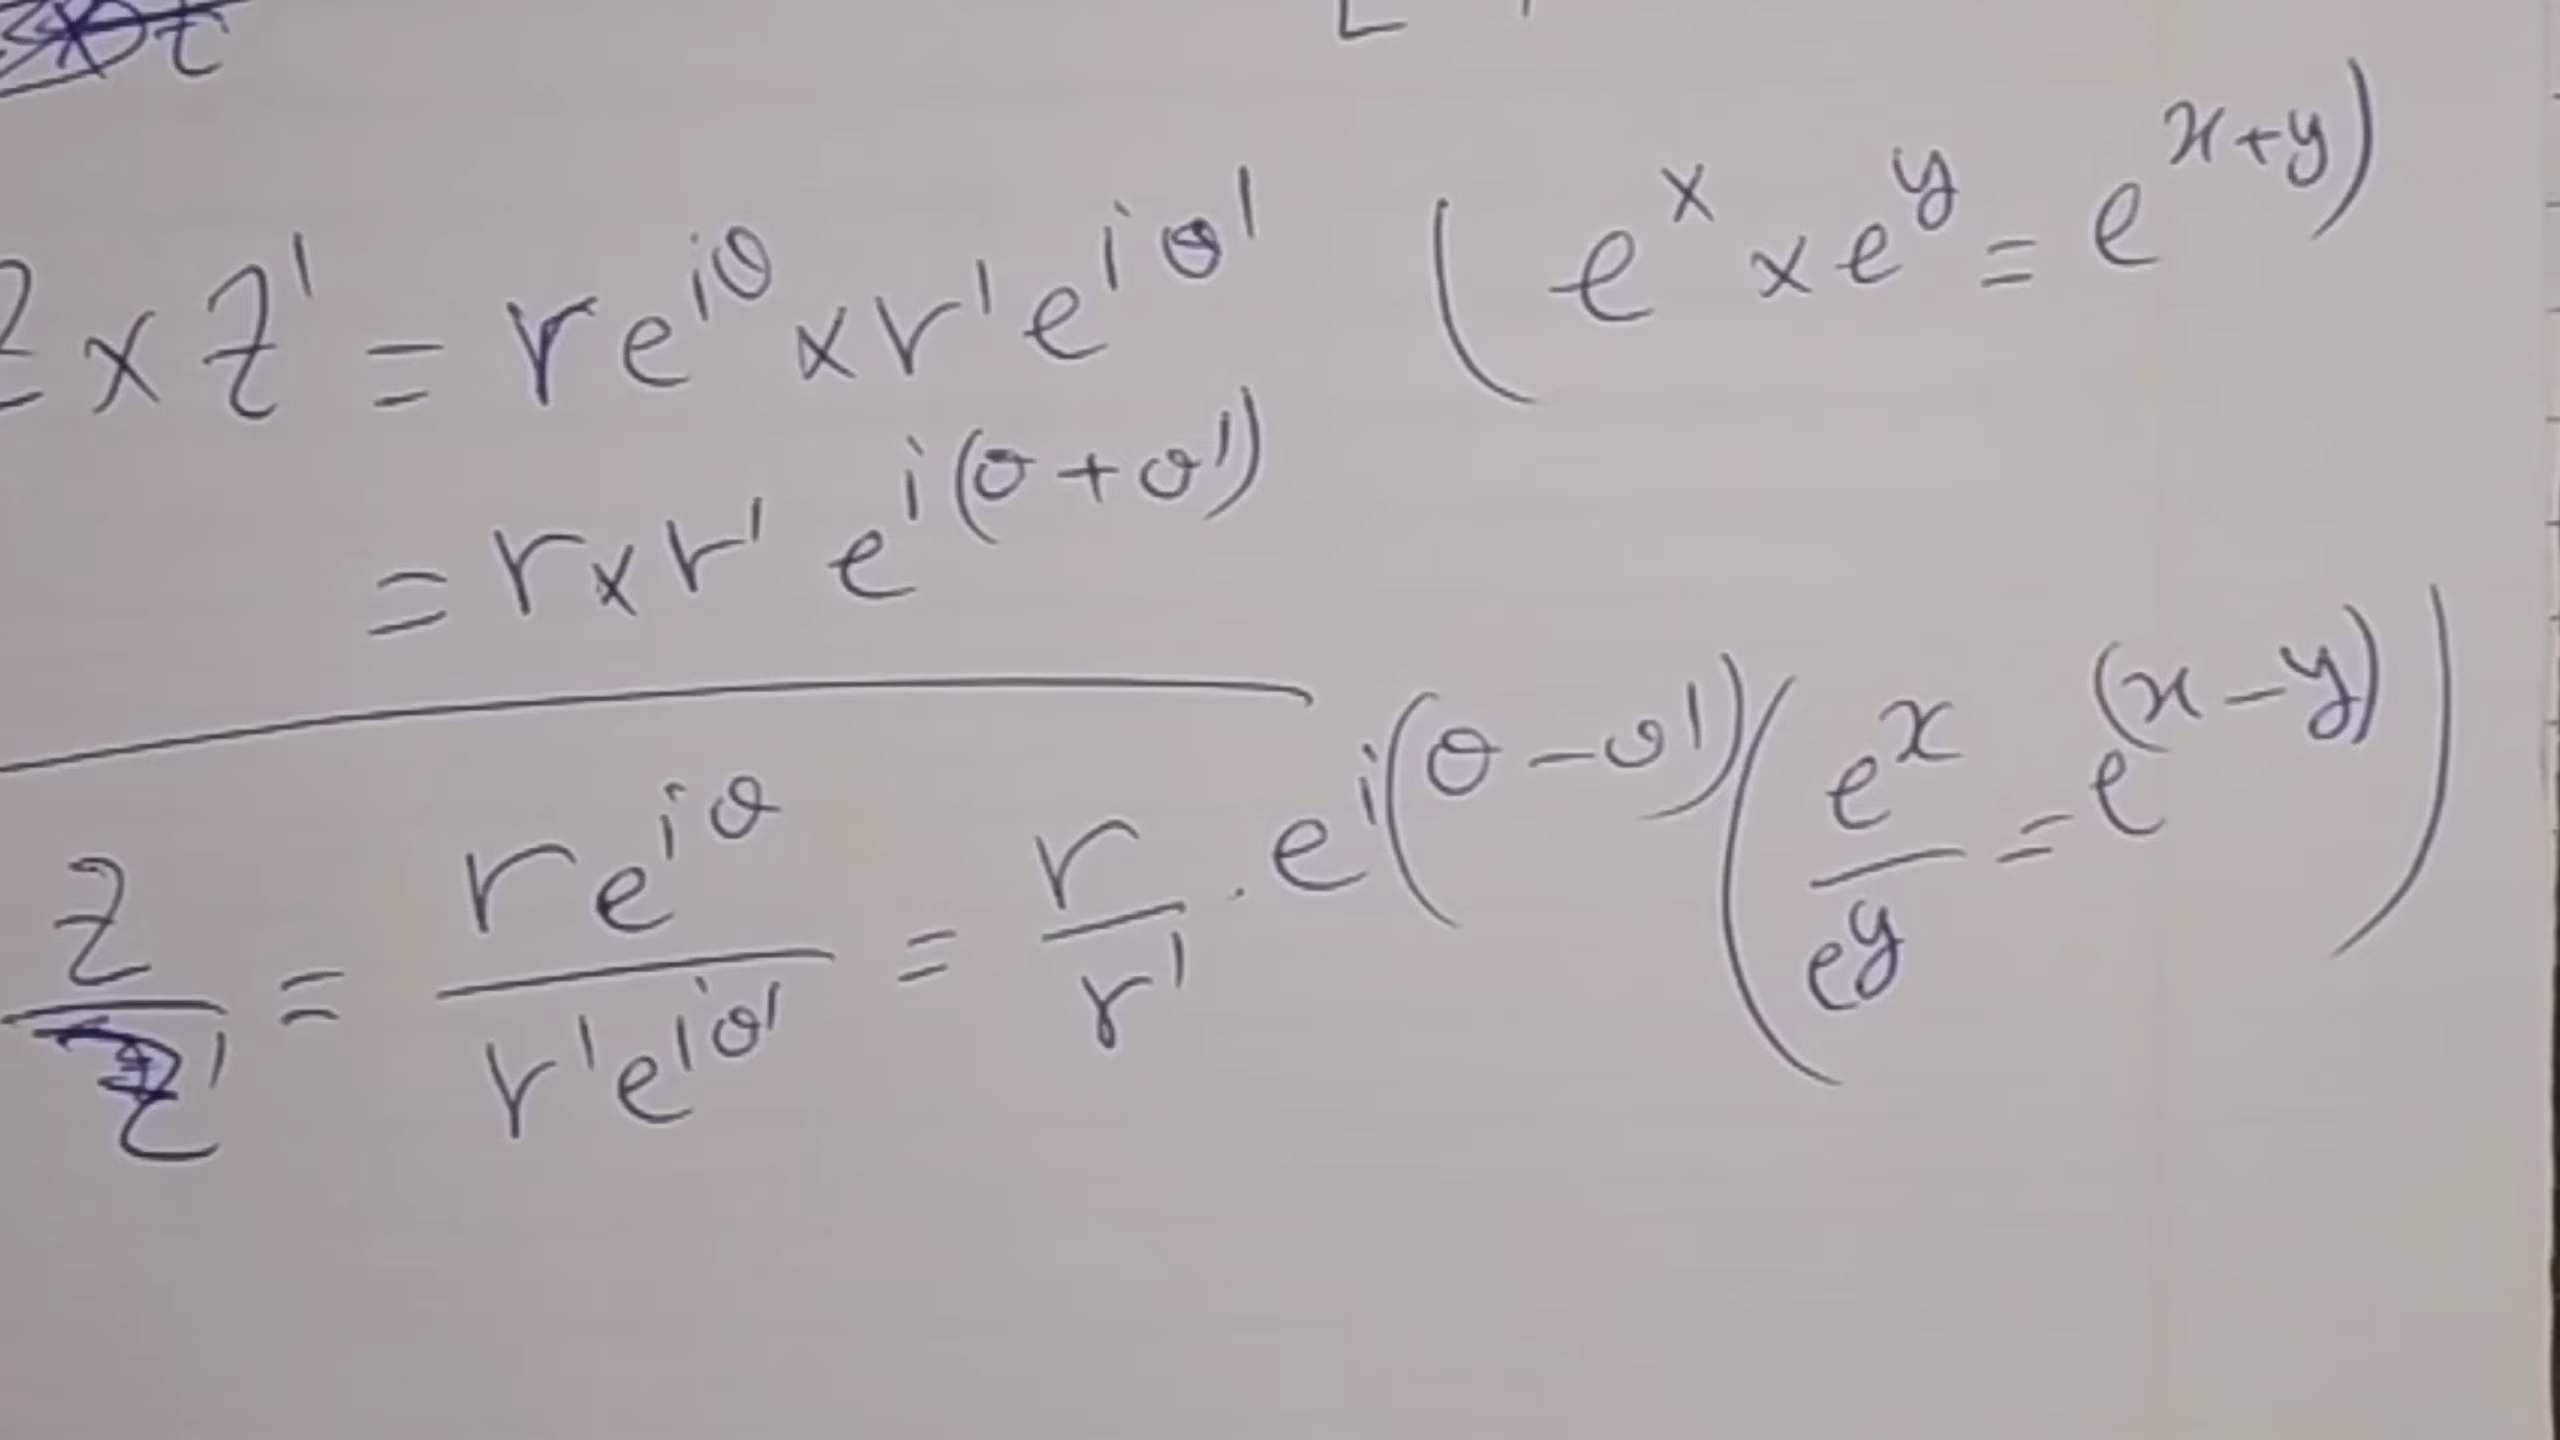 z × z' = re^{iθ} × r'e^{iθ'} (e^x × e^y = e^{x+y})
= r × r' e^{i(θ+θ')}
z/z' = re^{iθ}/r'e^{iθ'} = r/r' . e^{i(θ-θ')} (e^x/e^y = e^{(x-y)})